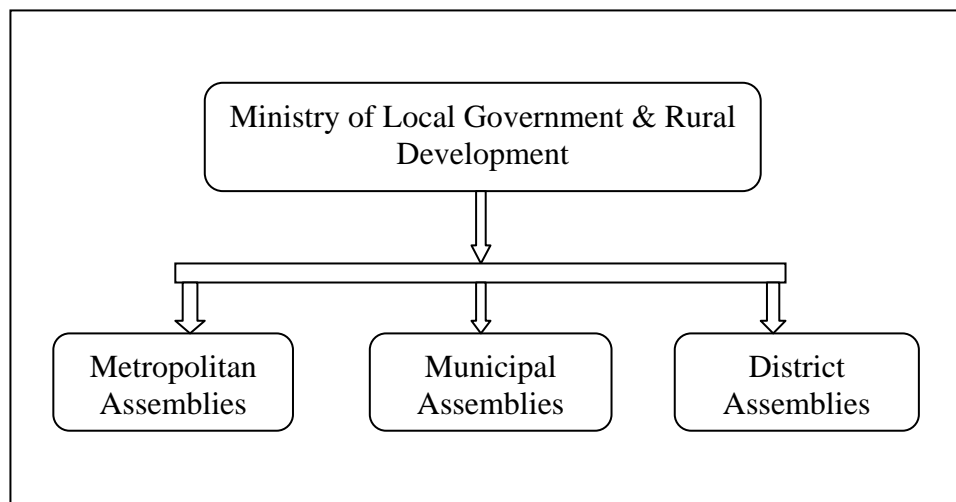 Ministry of Local Government & Rural
Development
Metropolitan
Assemblies
Municipal
Assemblies
District
Assemblies